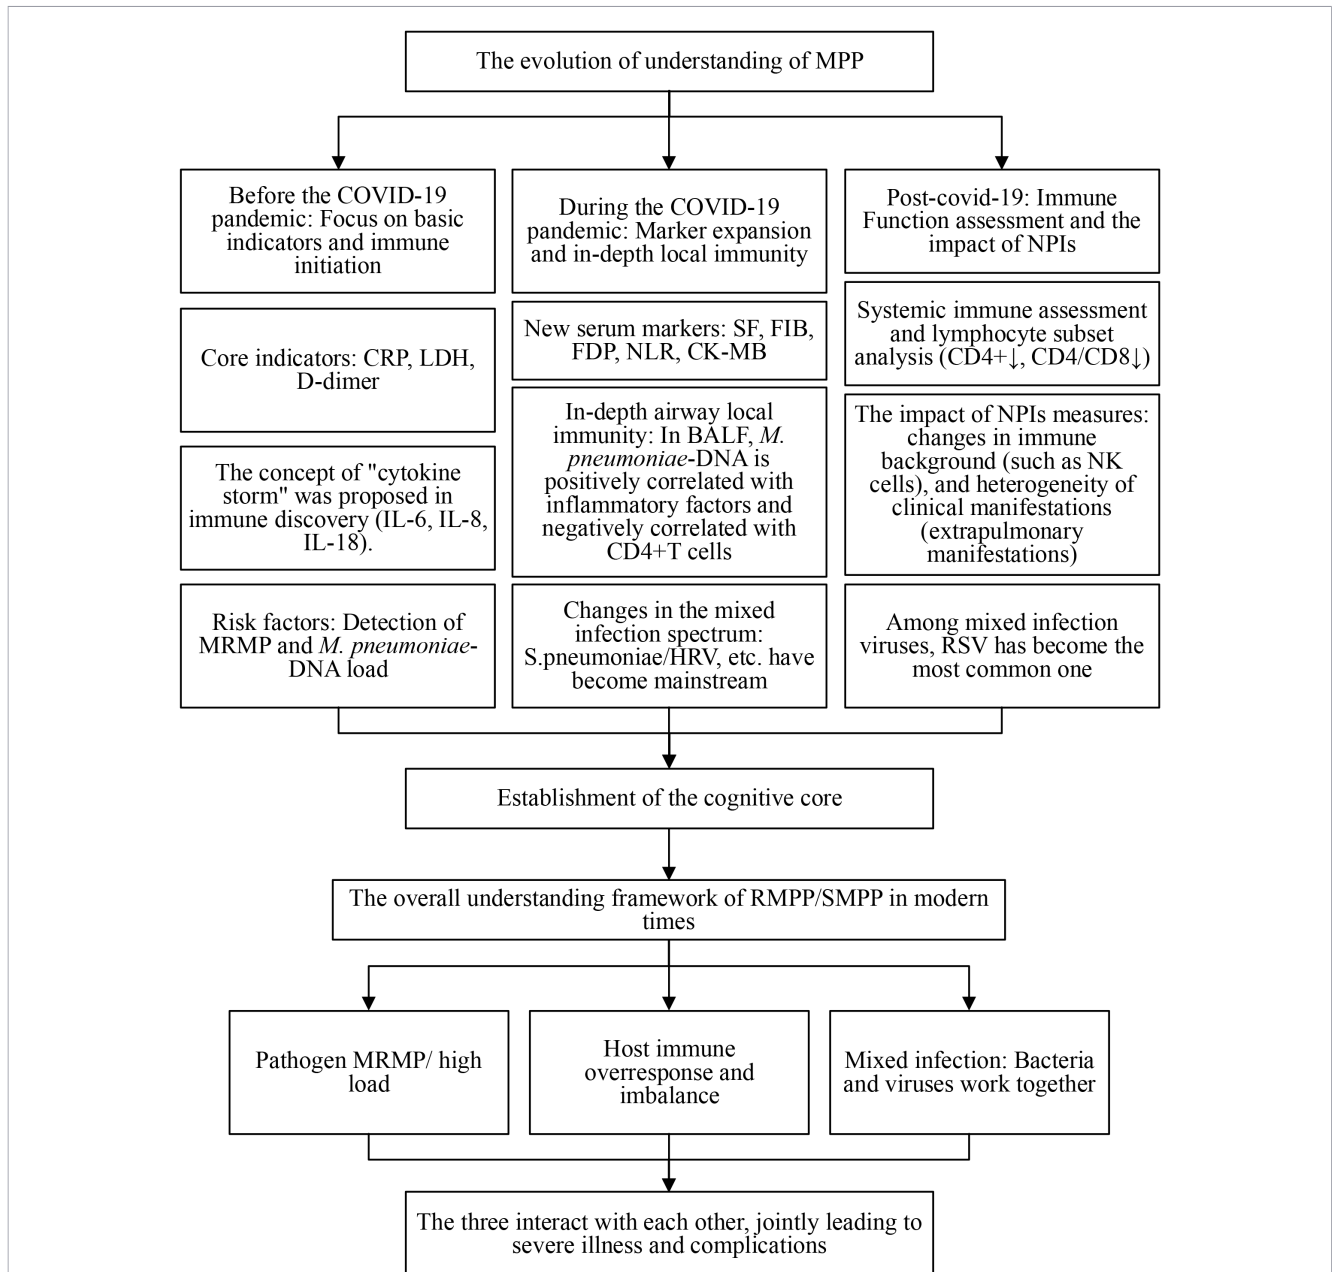 The evolution of understanding of MPP
Before the COVID-19
pandemic: Focus on basic
indicators and immune
initiation
Core indicators: CRP, LDH,
D-dimer
The concept of "cytokine
storm" was proposed in
immune discovery (IL-6, IL-8,
IL-18).
Risk factors: Detection of
MRMP and M. pneumoniae-
DNA load
During the COVID-19
pandemic: Marker expansion
and in-depth local immunity
New serum markers: SF, FIB,
FDP, NLR, CK-MB
In-depth airway local
immunity: In BALF, M.
pneumoniae-DNA is
positively correlated with
inflammatory factors and
negatively correlated with
CD4+T cells
Changes in the mixed
infection spectrum:
S.pneumoniae/HRV, etc. have
become mainstream
Post-covid-19: Immune
Function assessment and the
impact of NPIs
Systemic immune assessment
and lymphocyte subset
analysis (CD4+↓, CD4/CD8↓)
The impact of NPIs measures:
changes in immune
background (such as NK
cells), and heterogeneity of
clinical manifestations
(extrapulmonary
manifestations)
Among mixed infection
viruses, RSV has become the
most common one
Establishment of the cognitive core
The overall understanding framework of RMPP/SMPP in modern
times
Pathogen MRMP/ high
load
Host immune
overresponse and
imbalance
Mixed infection: Bacteria
and viruses work together
The three interact with each other, jointly leading to
severe illness and complications